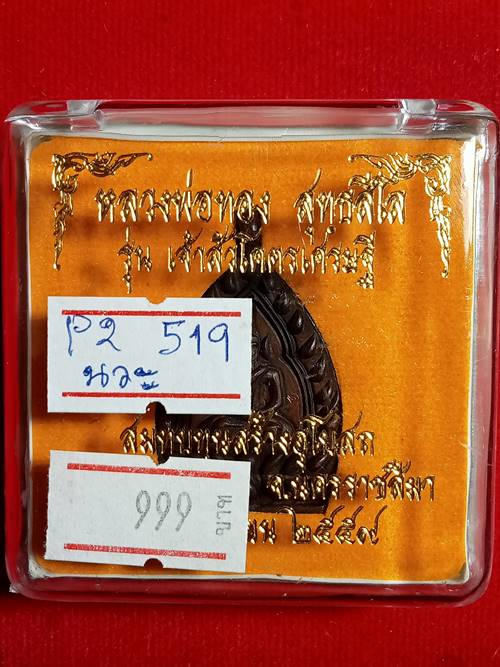 หลวงพ่อทอง สุทธสีโล
รุ่น เจ้าสัวโคตรเศรษฐี
P2 519
นวะ
สมทบทุนสร้างอุโบสถ
จ.นครราชสีมา
๒๕๕๙
999 บาท